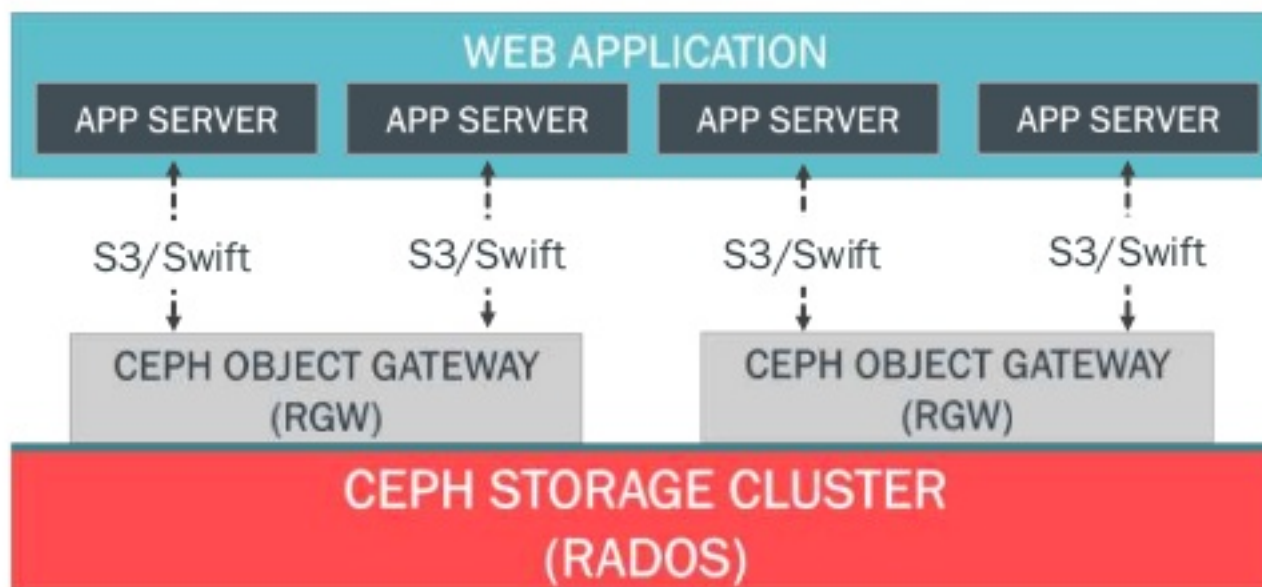 WEB APPLICATION
APP SERVER APP SERVER APP SERVER APP SERVER
S3/Swift S3/Swift S3/Swift S3/Swift
CEPH OBJECT GATEWAY CEPH OBJECT GATEWAY
(RGW) (RGW)
CEPH STORAGE CLUSTER
(RADOS)